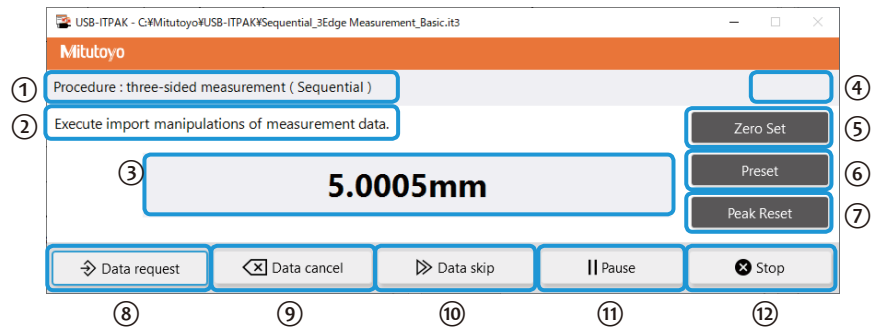 USB-ITPAK - C:¥Mitutoyo¥USB-ITPAK¥Sequential_3Edge Measurement_Basic.it3
Mitutoyo
① Procedure : three-sided measurement ( Sequential ) ④
② Execute import manipulations of measurement data. Zero Set ⑤
③ 5.0005mm Preset ⑥
Peak Reset ⑦
Data request Data cancel Data skip Pause Stop
⑧ ⑨ ⑩ ⑪ ⑫